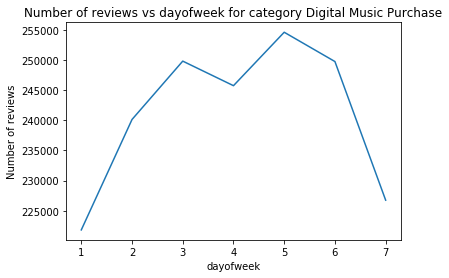 Number of reviews vs dayofweek for category Digital Music Purchase
255000
250000
245000
240000
235000
230000
225000
Number of reviews
1 2 3 4 5 6 7
dayofweek